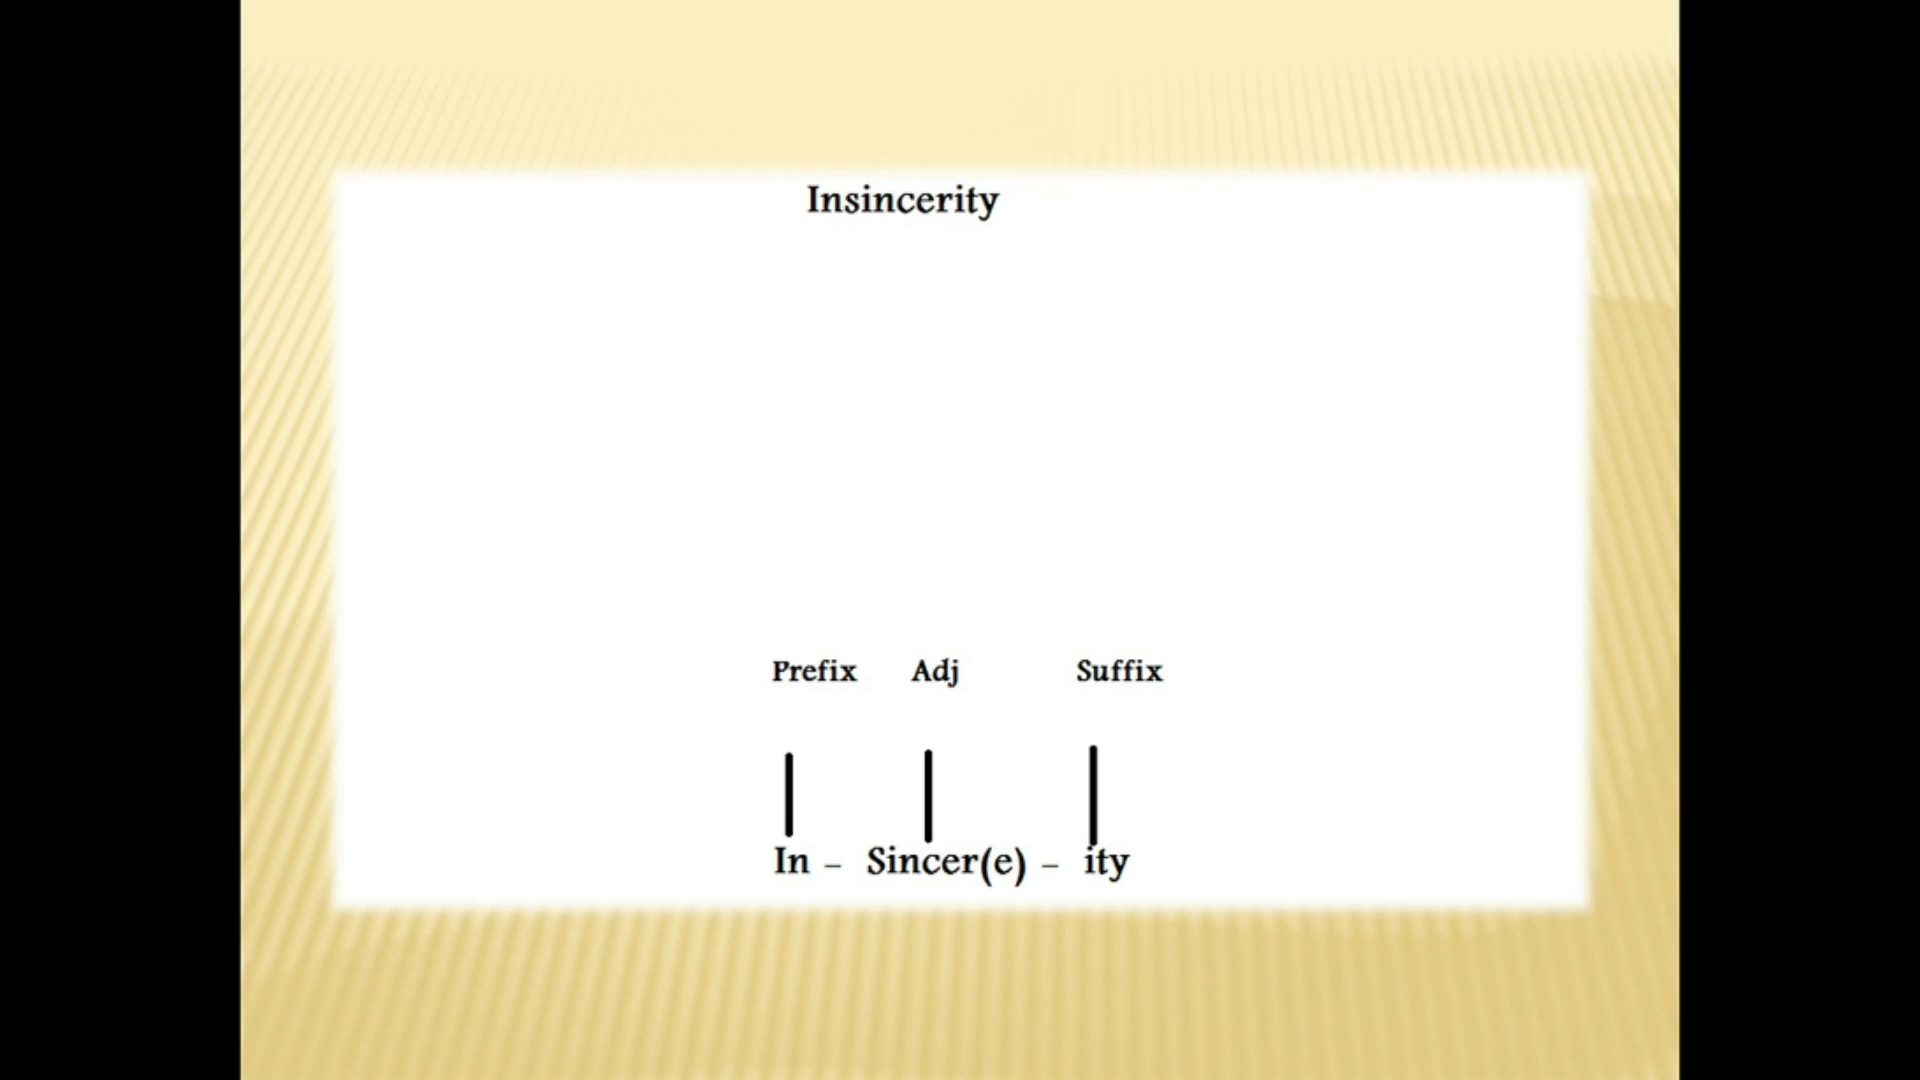 Insincerity
Prefix Adj Suffix
In – Sincer(e) – ity